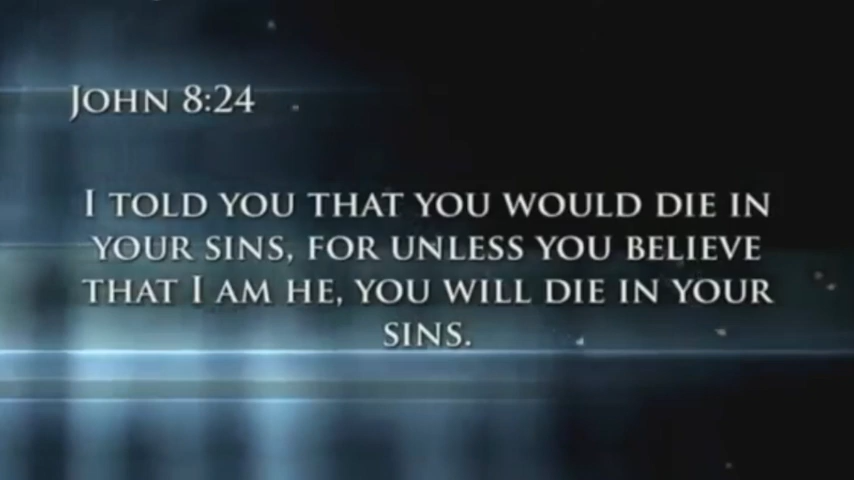 John 8:24
I told you that you would die in
your sins, for unless you believe
that I am he, you will die in your
sins.